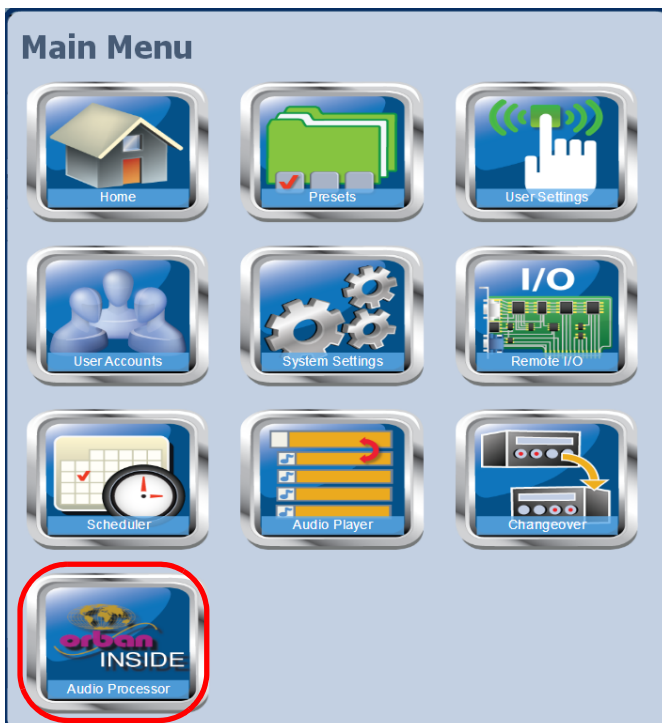 Main Menu
Home
Presets
User Settings
User Accounts
System Settings
I/O
Remote I/O
Scheduler
Audio Player
Changeover
orban
INSIDE
Audio Processor